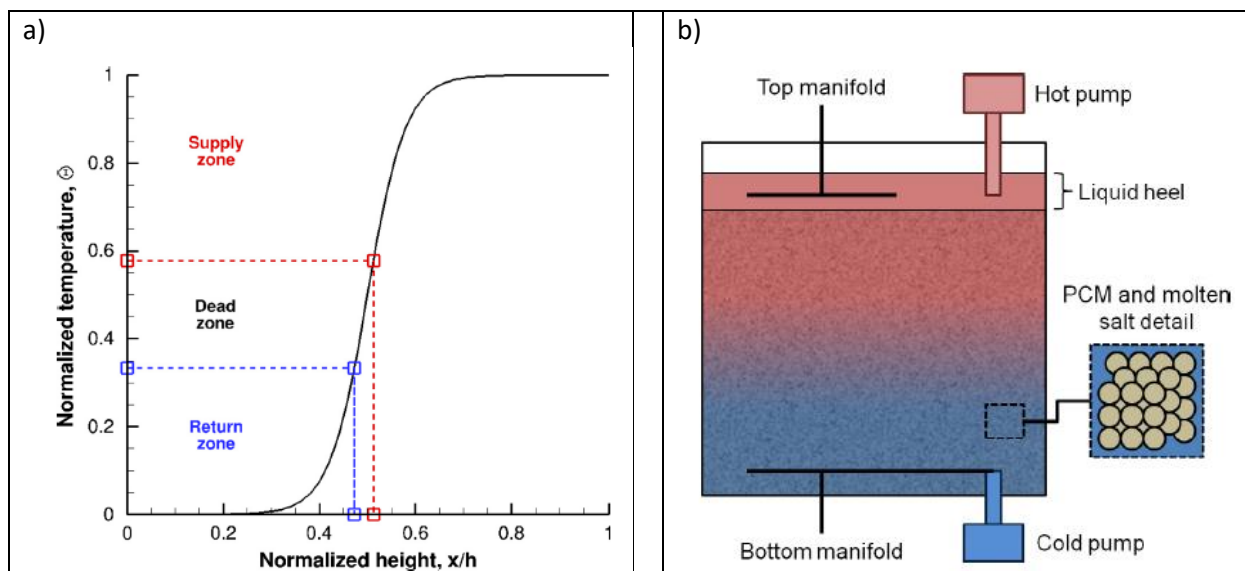 a)
Normalized temperature, Θ
1
0.8
0.6
0.4
0.2
0
Supply
zone
Dead
zone
Return
zone
0
0.2
0.4
0.6
0.8
1
Normalized height, x/h
b)
Top manifold
Hot pump
Liquid heel
PCM and molten
salt detail
Bottom manifold
Cold pump